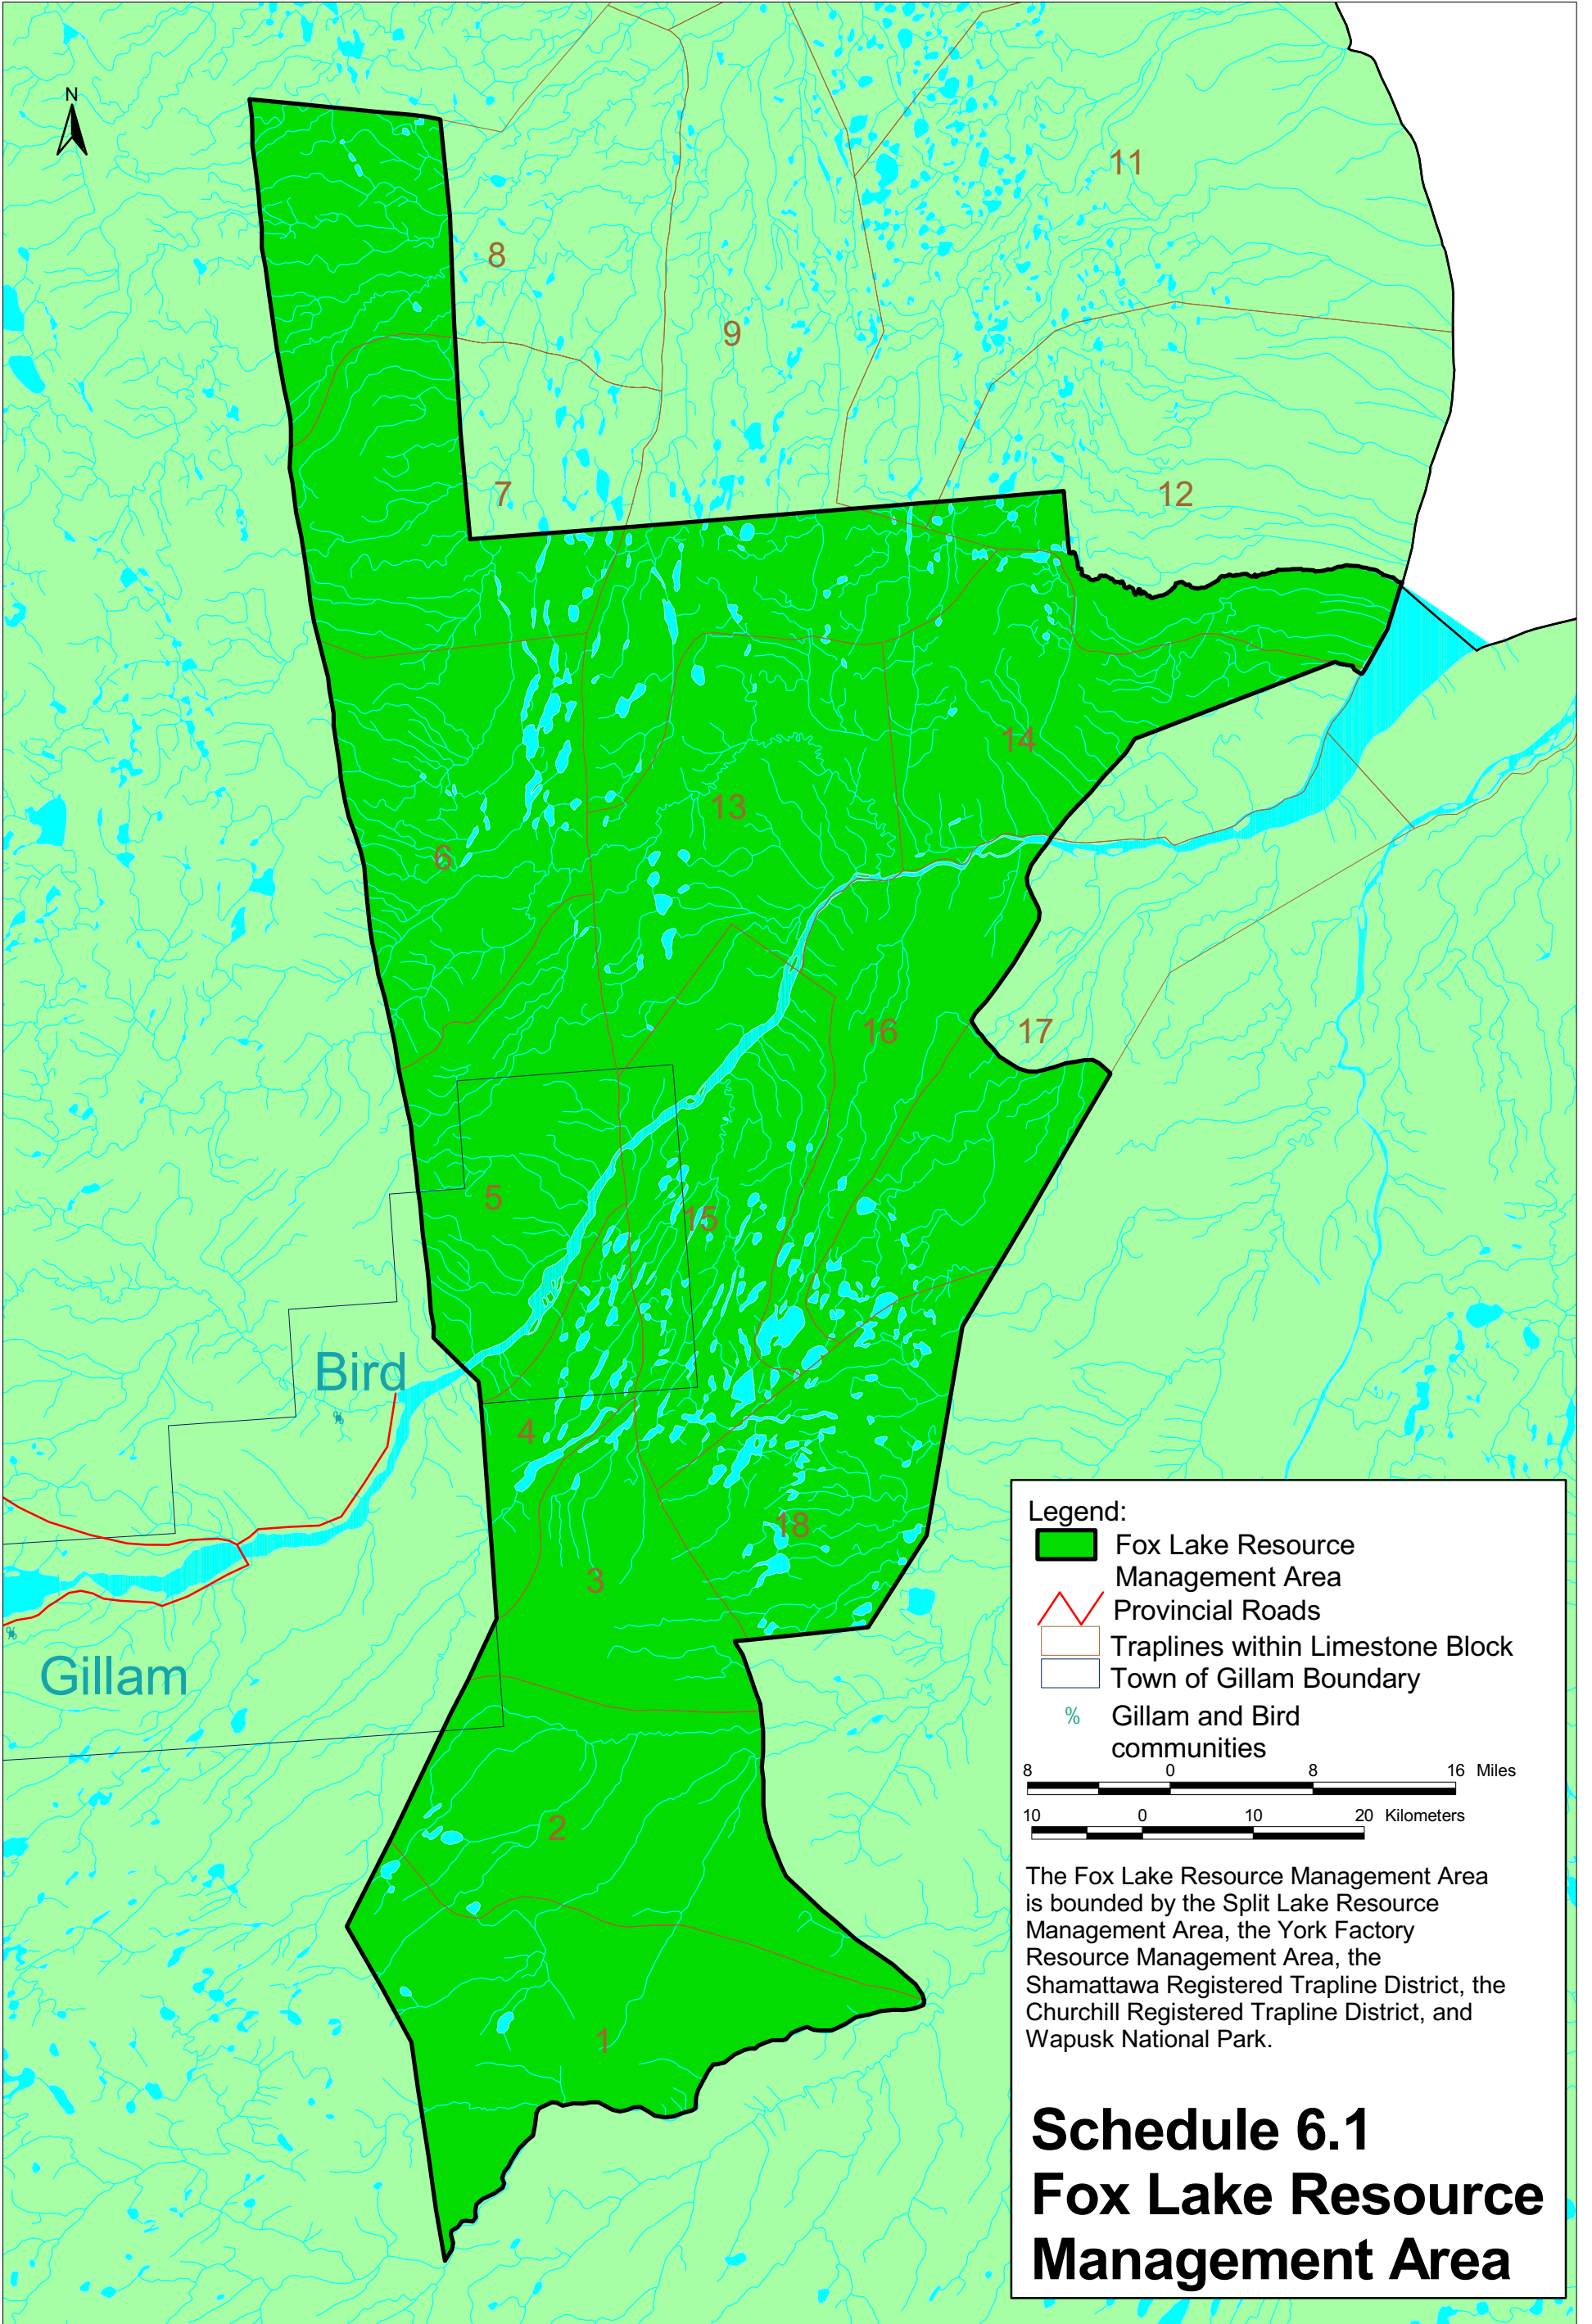 N
11
8
9
7
12
14
13
6
16
17
5
15
Bird
4
18
3
Gillam
2
1
Legend:
Fox Lake Resource
Management Area
Provincial Roads
Traplines within Limestone Block
Town of Gillam Boundary
% Gillam and Bird
communities
8 0 8 16 Miles
10 0 10 20 Kilometers
The Fox Lake Resource Management Area
is bounded by the Split Lake Resource
Management Area, the York Factory
Resource Management Area, the
Shamattawa Registered Trapline District, the
Churchill Registered Trapline District, and
Wapusk National Park.
Schedule 6.1
Fox Lake Resource
Management Area